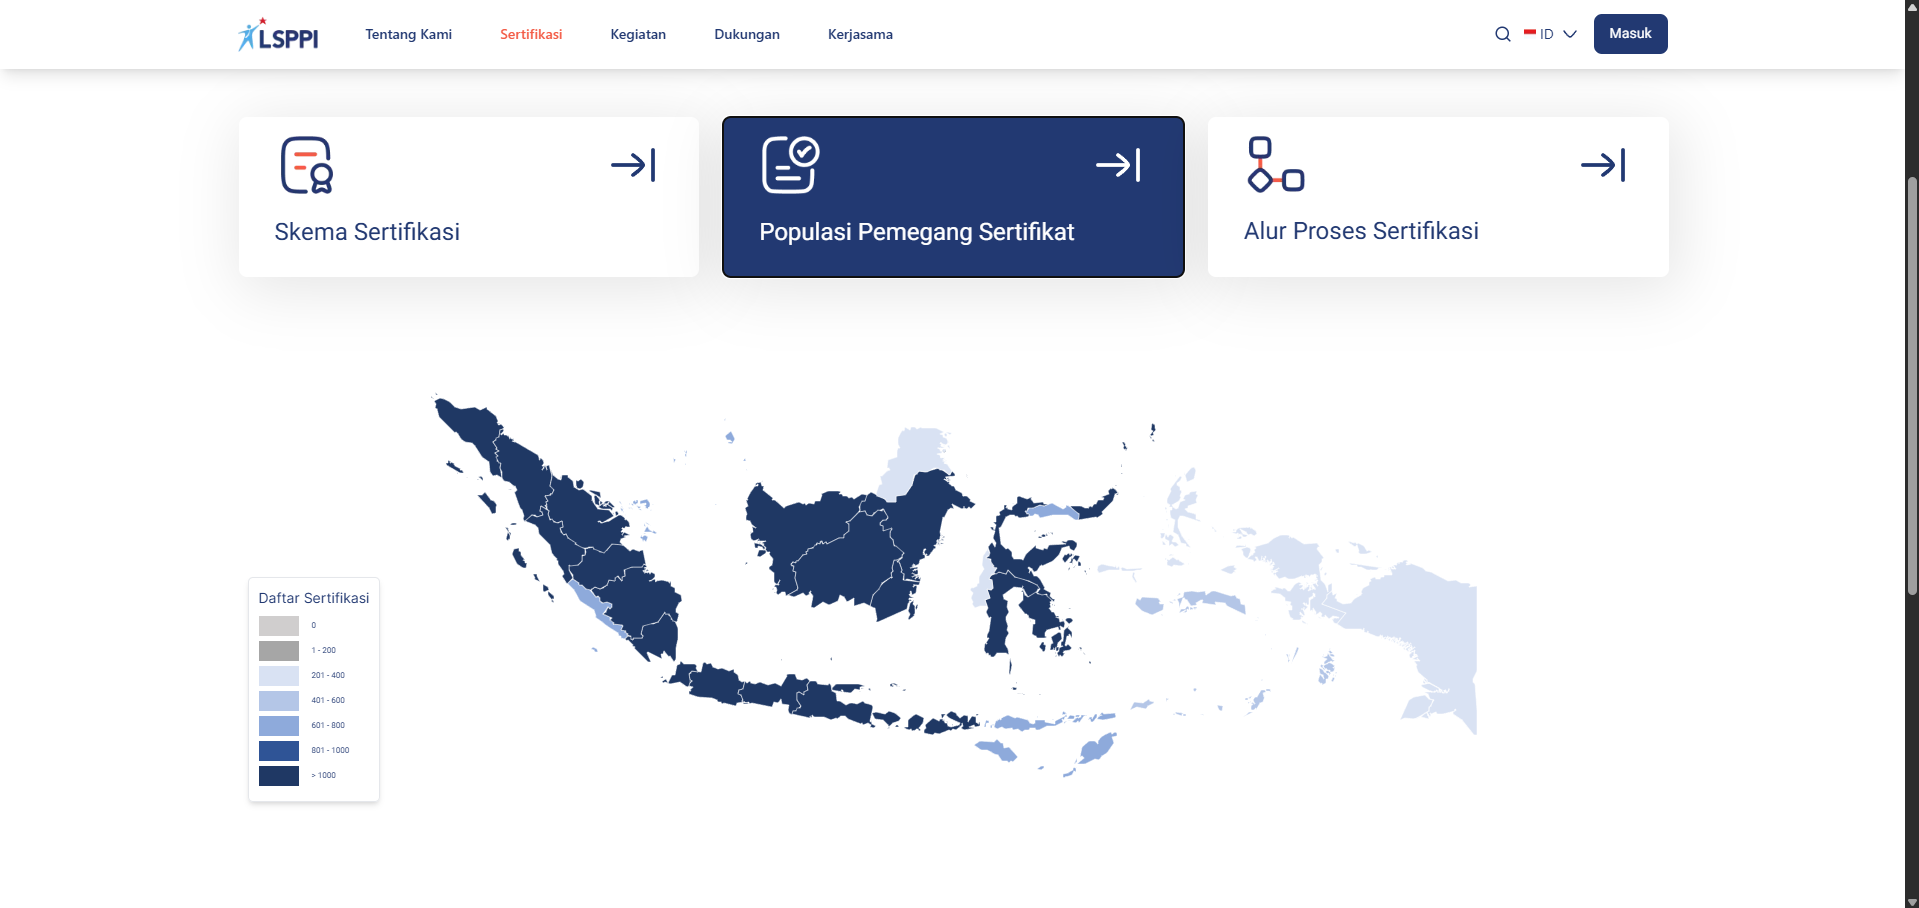 LSPPI
Tentang Kami
Sertifikasi
Kegiatan
Dukungan
Kerjasama
ID
Masuk
Skema Sertifikasi
Populasi Pemegang Sertifikat
Alur Proses Sertifikasi
Daftar Sertifikasi
0
1 - 200
201 - 400
401 - 600
601 - 800
801 - 1000
> 1000